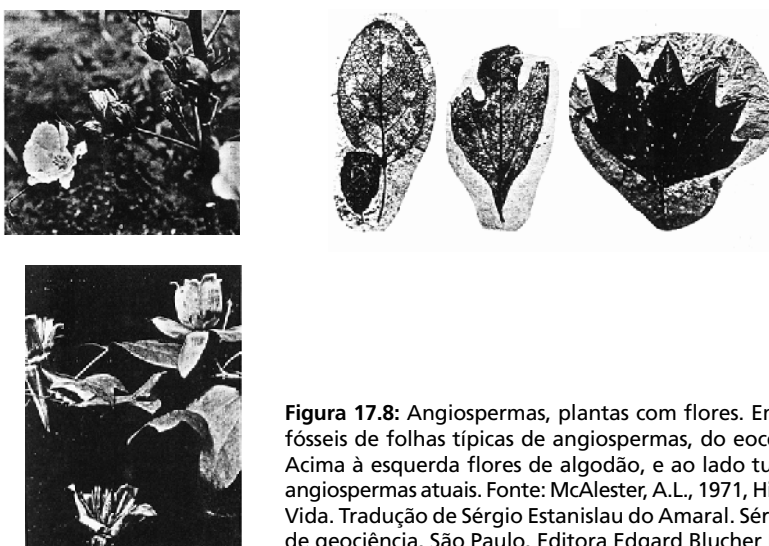 Figura 17.8: Angiospermas, plantas com flores.
fósseis de folhas típicas de angiospermas, do
Acima à esquerda flores de algodão, e ao lado
angiospermas atuais. Fonte: McAlester, A.L., 1971,
Vida. Tradução de Sérgio Estanislau do Amaral.
de geociência. São Paulo. Editora Edgard Blucher